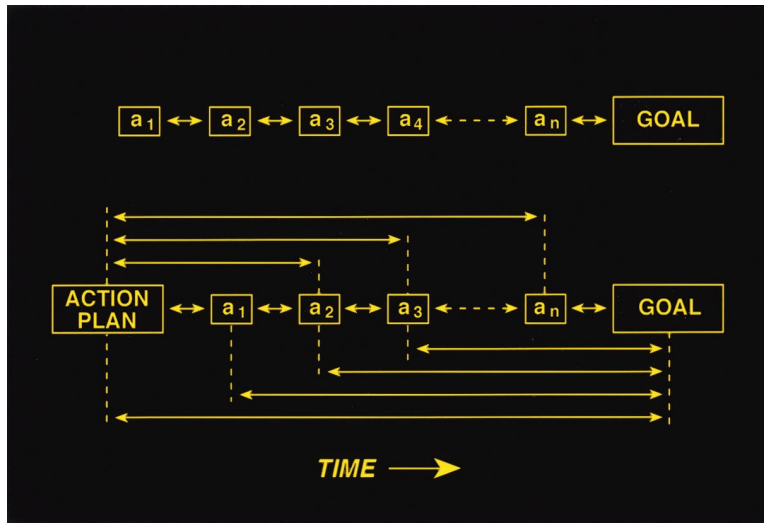 a1 a2 a3 a4 an GOAL
ACTION
PLAN
a1 a2 a3 an GOAL
TIME